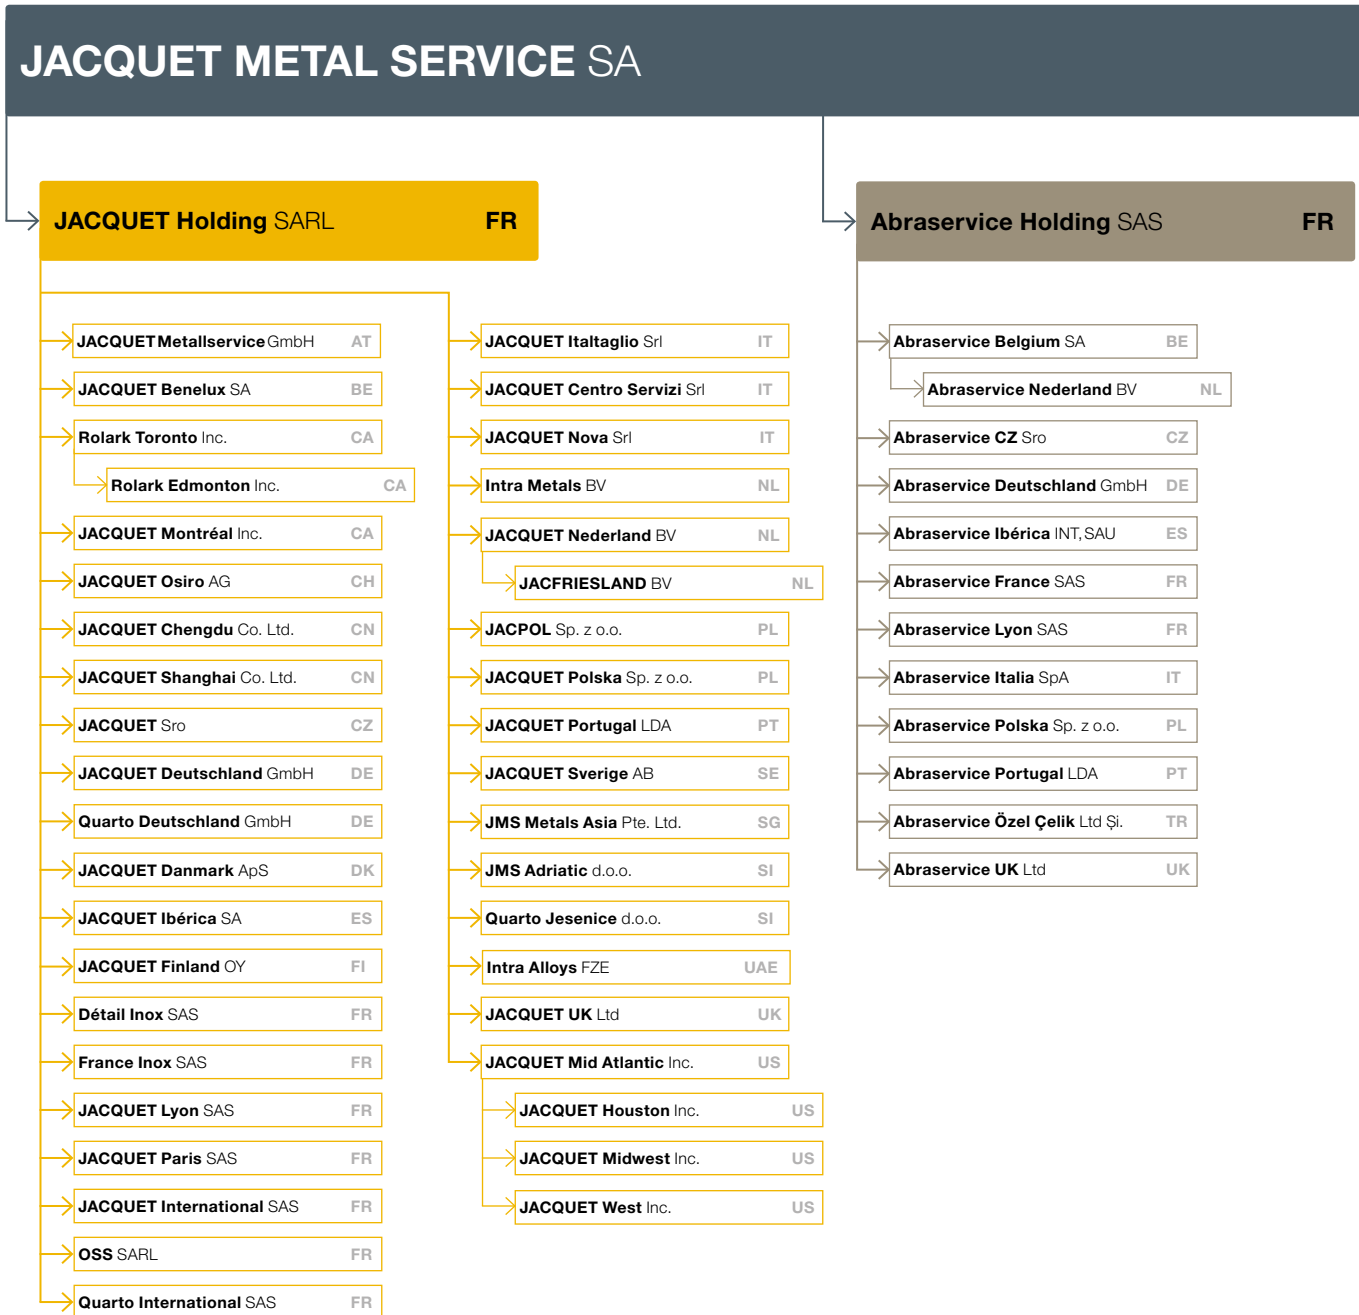 JACQUET METAL SERVICE SA
JACQUET Holding SARL FR
JACQUET Metallservice GmbH AT
JACQUET Benelux SA BE
Rolark Toronto Inc. CA
Rolark Edmonton Inc. CA
JACQUET Montréal Inc. CA
JACQUET Osiro AG CH
JACQUET Chengdu Co. Ltd. CN
JACQUET Shanghai Co. Ltd. CN
JACQUET Sro CZ
JACQUET Deutschland GmbH DE
Quarto Deutschland GmbH DE
JACQUET Danmark ApS DK
JACQUET Ibérica SA ES
JACQUET Finland OY FI
Détail Inox SAS FR
France Inox SAS FR
JACQUET Lyon SAS FR
JACQUET Paris SAS FR
JACQUET International SAS FR
OSS SARL FR
Quarto International SAS FR
JACQUET Italtaglio Srl IT
JACQUET Centro Servizi Srl IT
JACQUET Nova Srl IT
Intra Metals BV NL
JACQUET Nederland BV NL
JACFRIESLAND BV NL
JACPOL Sp. z o.o. PL
JACQUET Polska Sp. z o.o. PL
JACQUET Portugal LDA PT
JACQUET Sverige AB SE
JMS Metals Asia Pte. Ltd. SG
JMS Adriatic d.o.o. SI
Quarto Jesenice d.o.o. SI
Intra Alloys FZE UAE
JACQUET UK Ltd UK
JACQUET Mid Atlantic Inc. US
JACQUET Houston Inc. US
JACQUET Midwest Inc. US
JACQUET West Inc. US
Abraservice Holding SAS FR
Abraservice Belgium SA BE
Abraservice Nederland BV NL
Abraservice CZ Sro CZ
Abraservice Deutschland GmbH DE
Abraservice Ibérica INT, SAU ES
Abraservice France SAS FR
Abraservice Lyon SAS FR
Abraservice Italia SpA IT
Abraservice Polska Sp. z o.o. PL
Abraservice Portugal LDA PT
Abraservice Özel Çelik Ltd Şi. TR
Abraservice UK Ltd UK